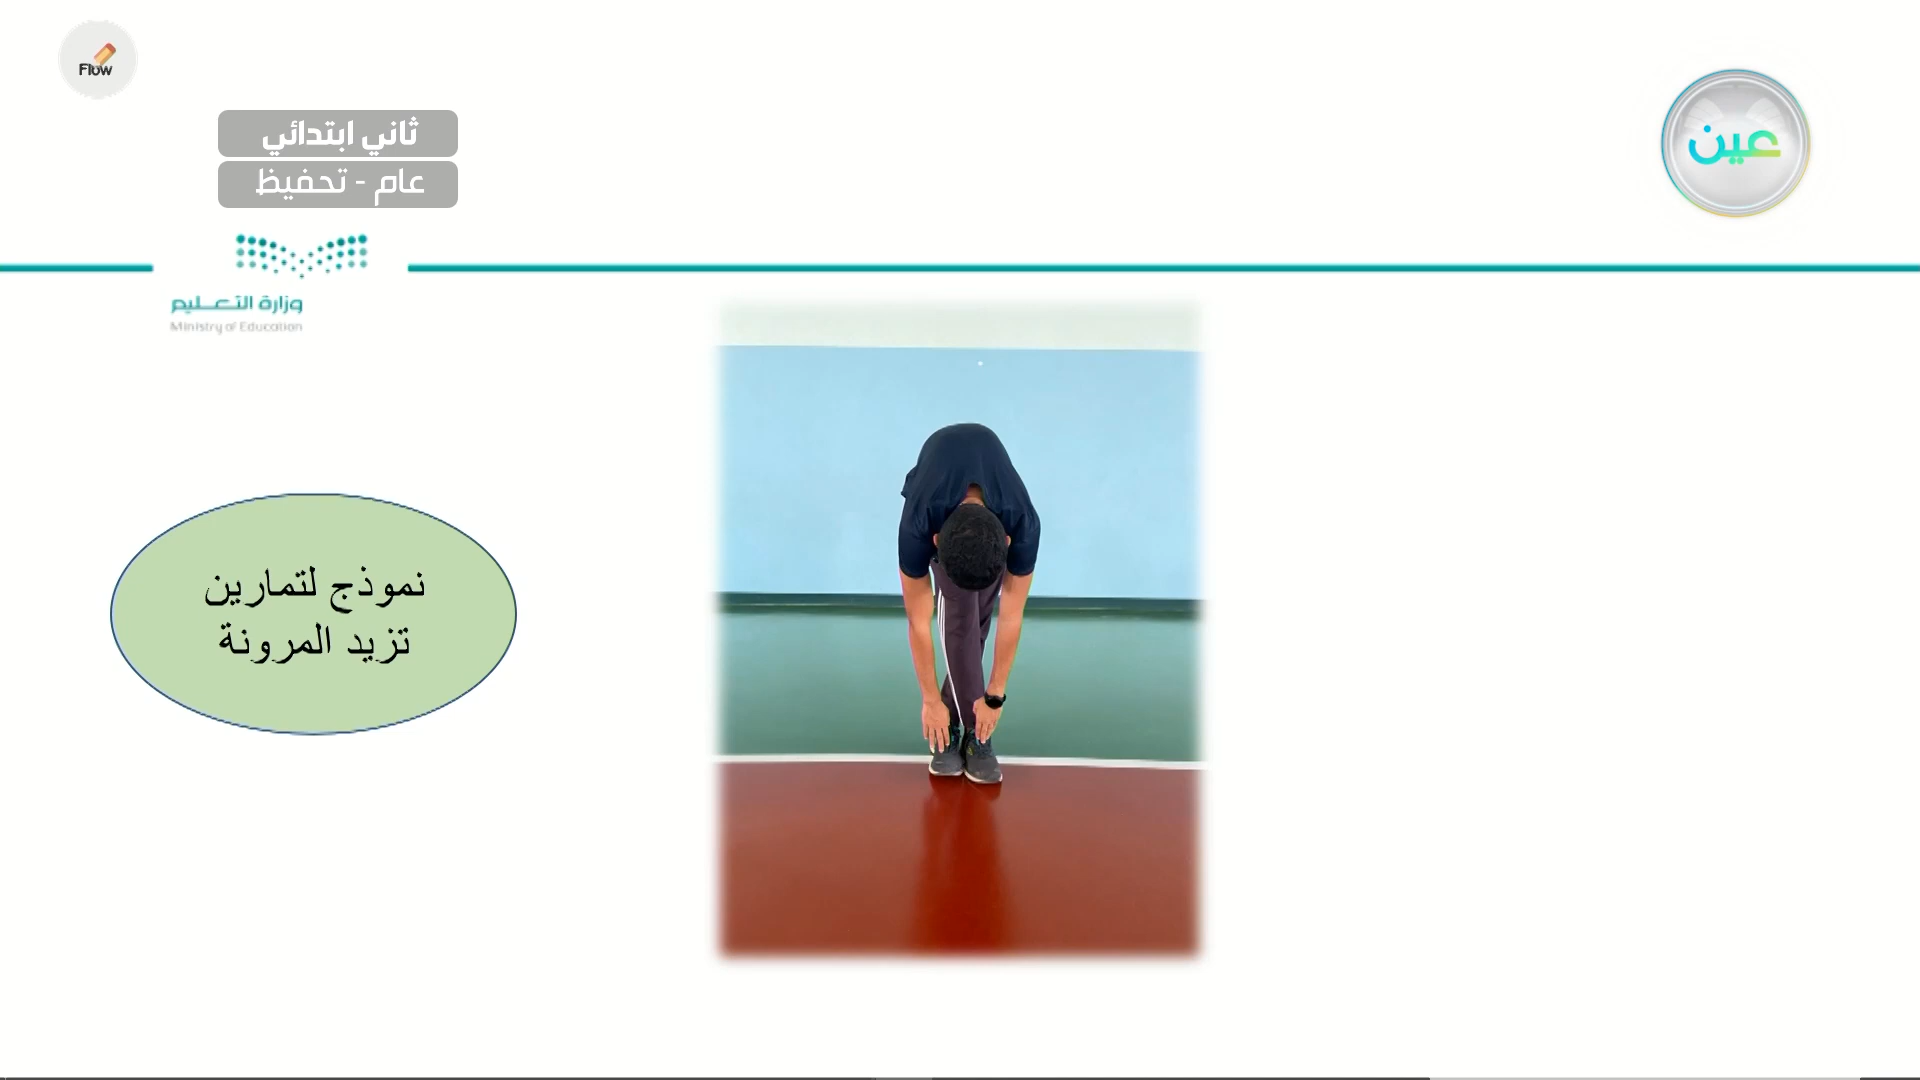 Flow
ثاني ابتدائي
عام - تحفيظ
عين
وزارة التعليم
Ministry of Education
نموذج لتمارين
تزيد المرونة